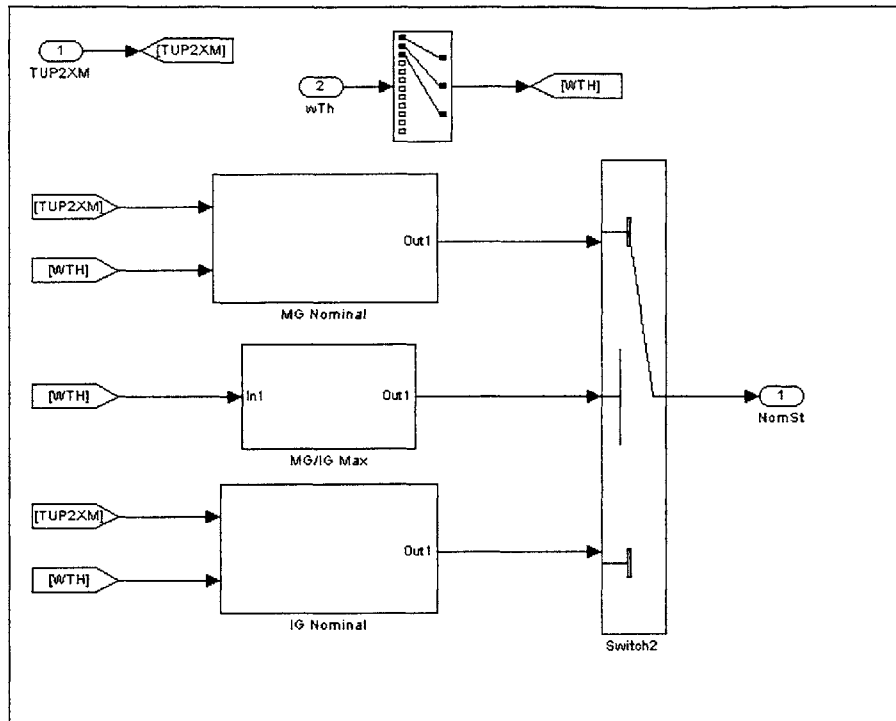 1
[TUP2XM]
TUP2XM
2
wTh
[WTH]
[TUP2XM]
[WTH]
Out1
MG Nominal
[WTH]
In1
Out1
MG/IG Max
1
NomSt
[TUP2XM]
[WTH]
Out1
IG Nominal
Switch2